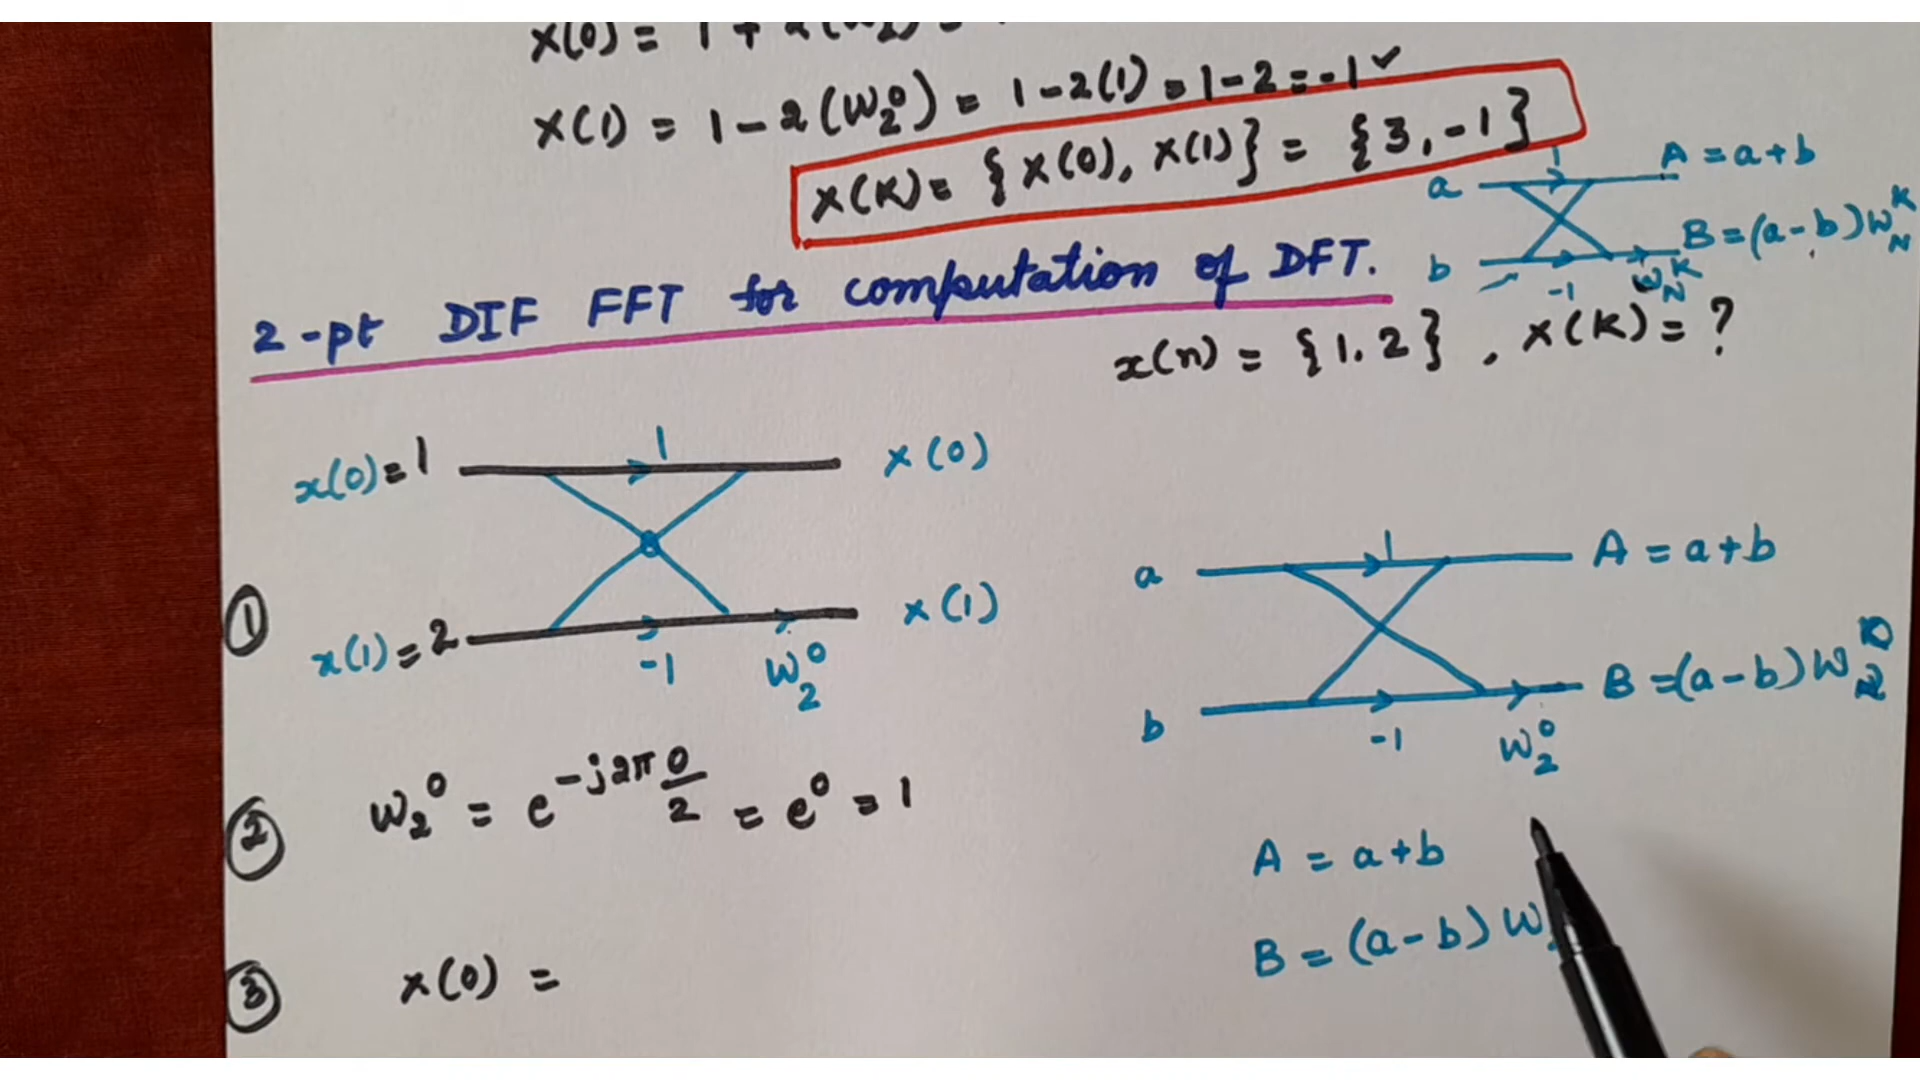 x(0) = 1 +
x(1) = 1 - 2(W₂⁰) = 1 - 2(1) = 1 - 2 = -1 ✓
x(K) = {x(0), x(1)} = {3, -1}
a 1 A = a+b
b -1 W_N^K B = (a-b) W_N^K
2-pt DIF FFT for computation of DFT.
x(n) = {1, 2}, x(K) = ?
x(0) = 1 1 x(0)
① x(1) = 2 -1 W₂⁰ x(1)
a 1 A = a+b
b -1 W₂⁰ B = (a-b) W₂⁰
② W₂⁰ = e^{-j2π 0/2} = e⁰ = 1
A = a+b
B = (a-b) W
③ x(0) =